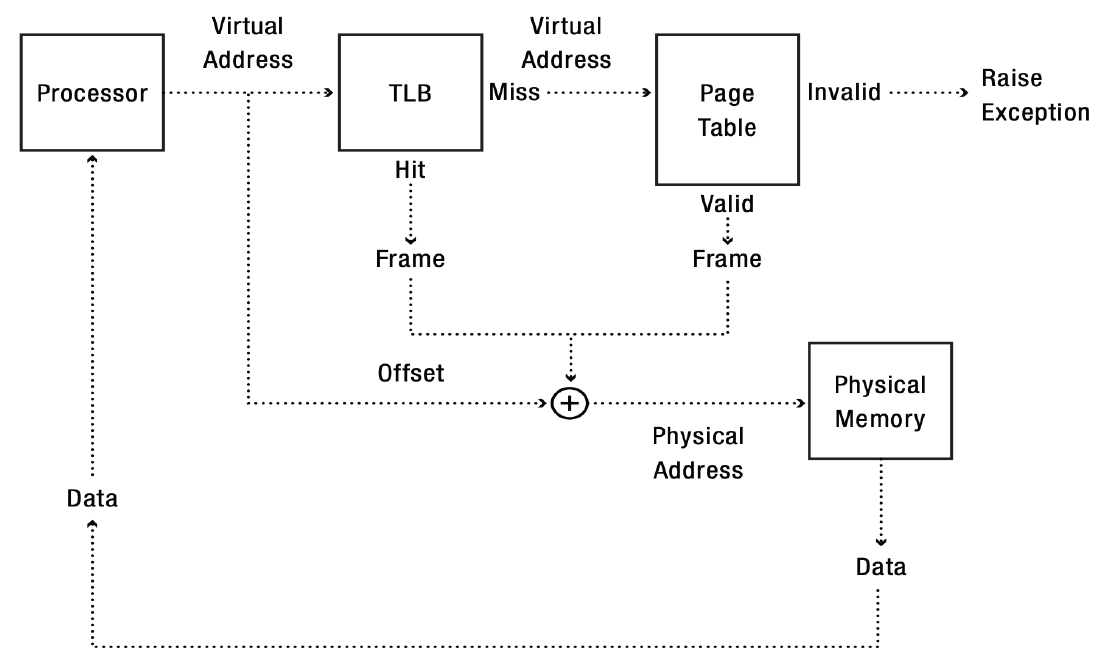 Virtual
Address
Virtual
Address
Processor
TLB
Miss
Page
Table
Invalid
Raise
Exception
Hit
Valid
Frame
Frame
Offset
+
Physical
Memory
Physical
Address
Data
Data